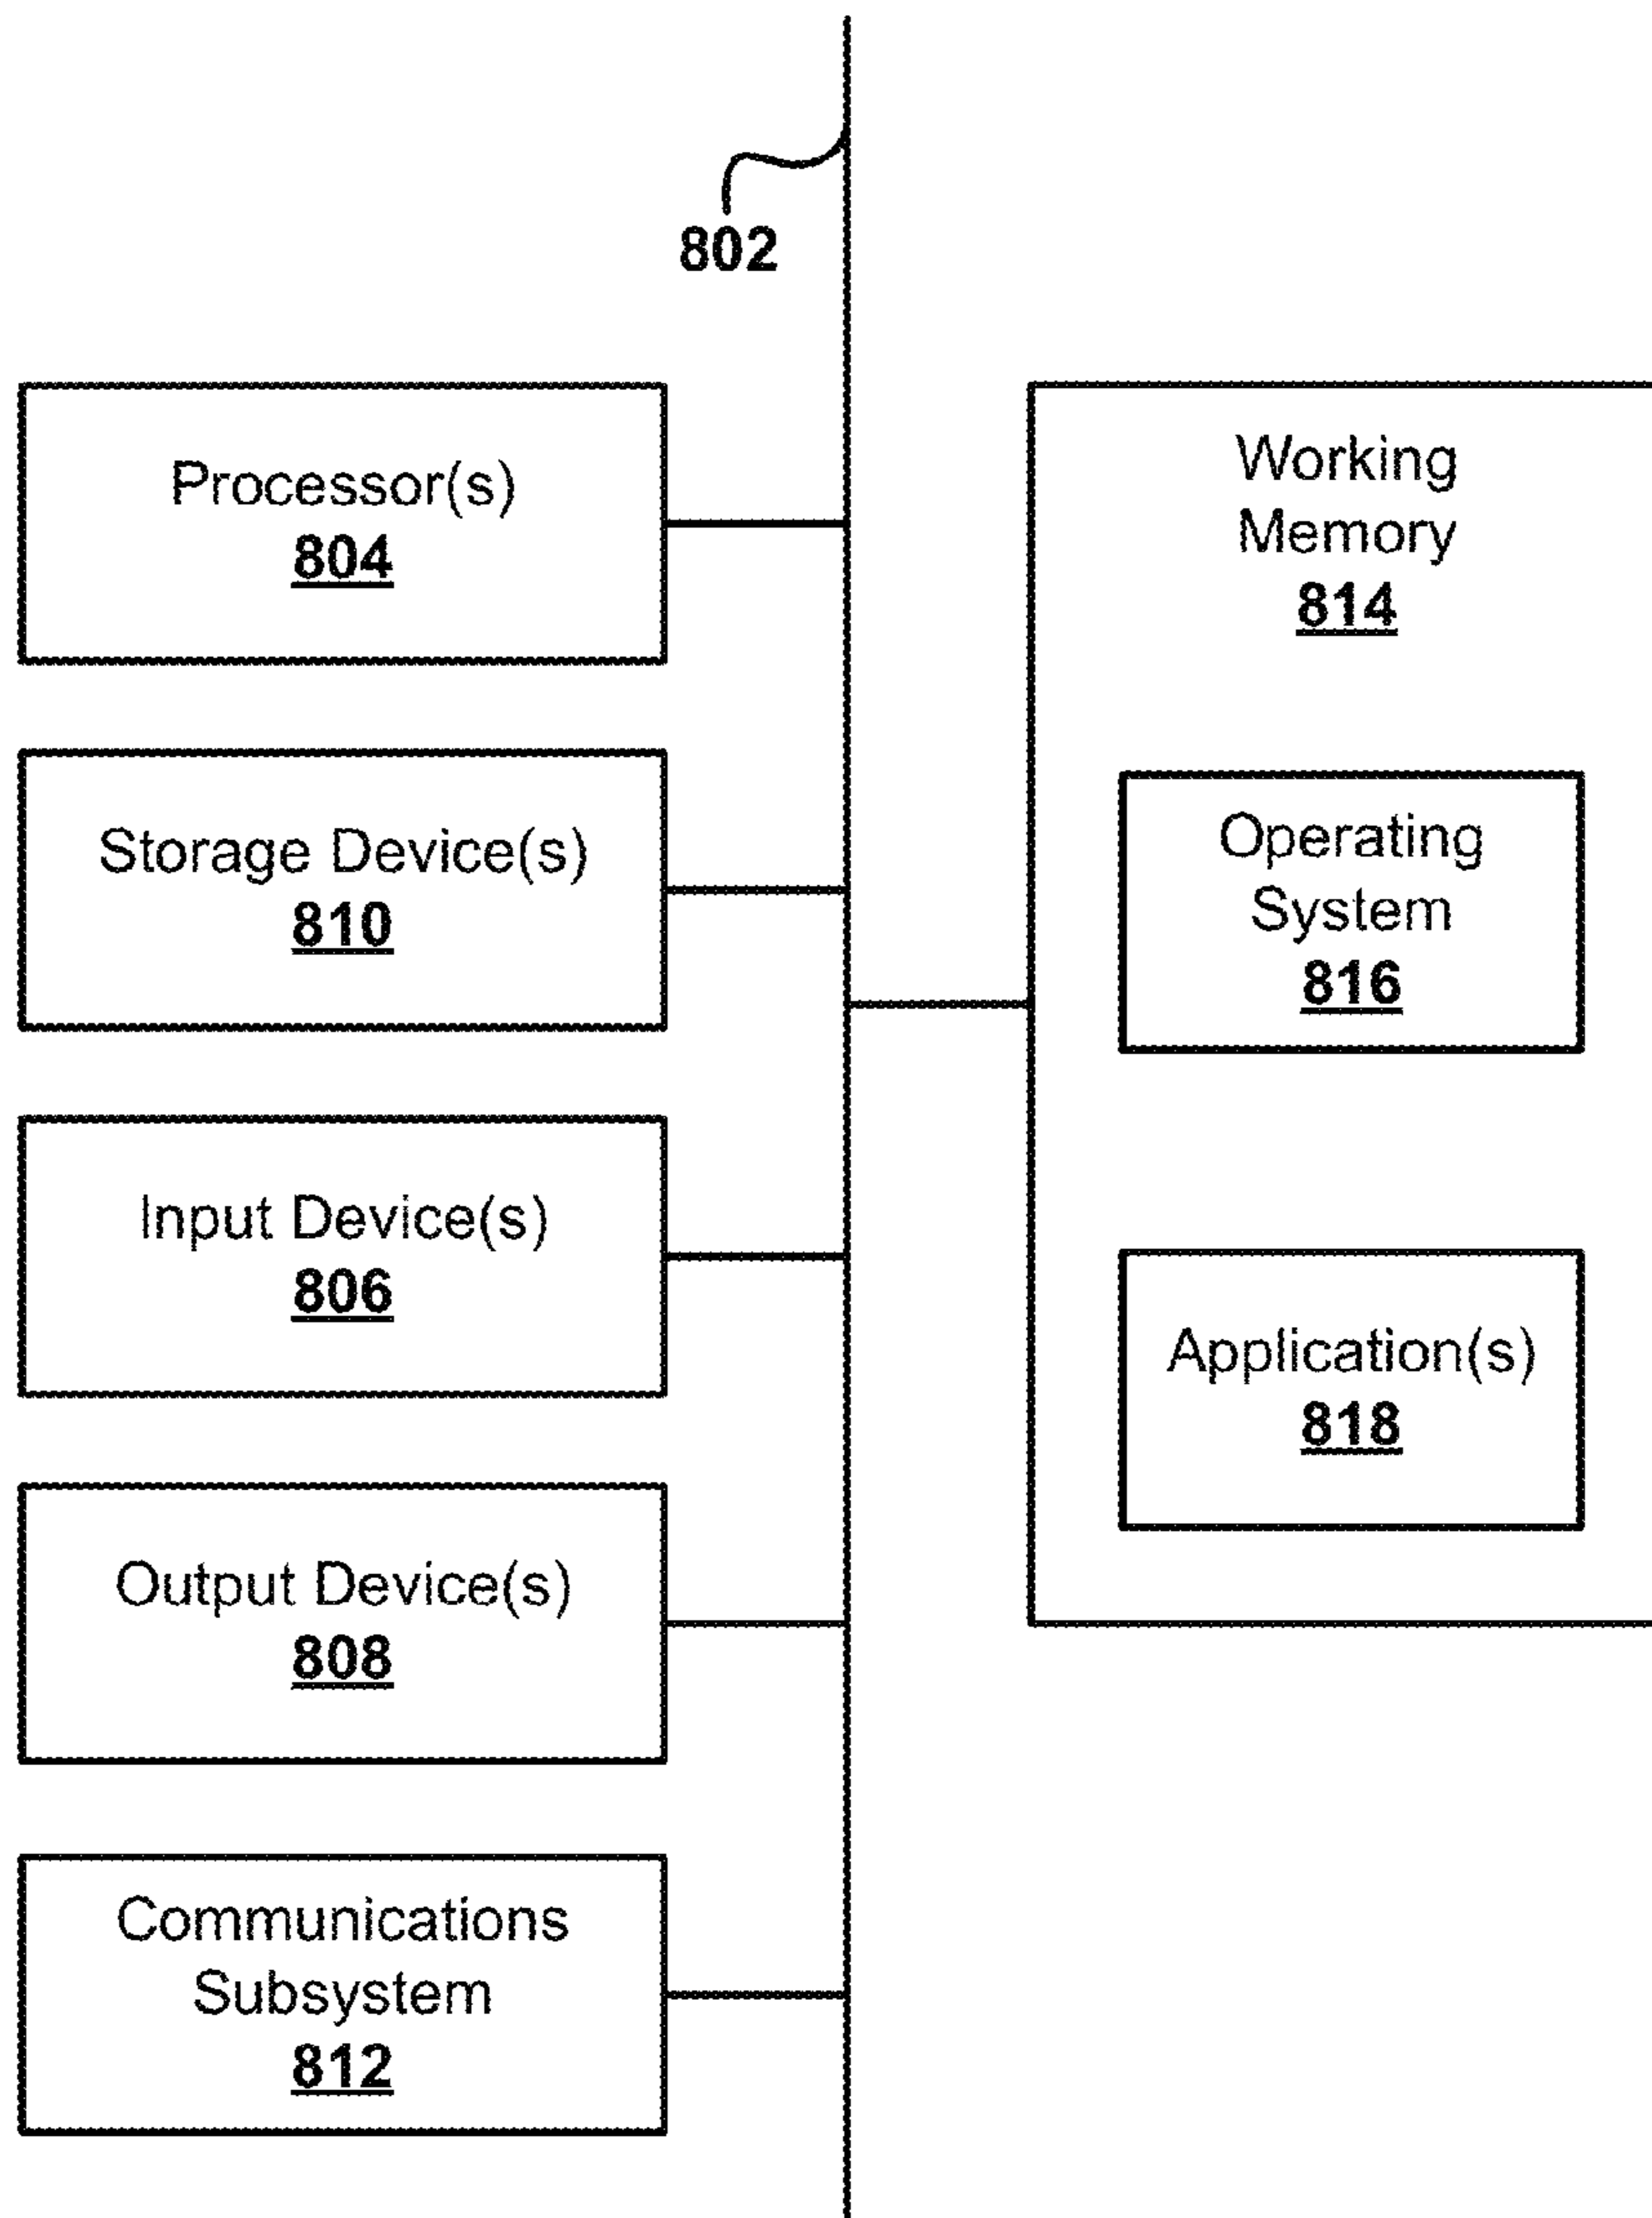 802
Processor(s)
804
Storage Device(s)
810
Input Device(s)
806
Output Device(s)
808
Communications
Subsystem
812
Working
Memory
814
Operating
System
816
Application(s)
818